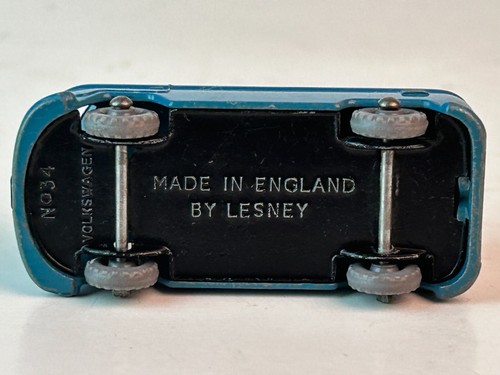 NO34
VOLKSWAGEN
MADE IN ENGLAND
BY LESNEY